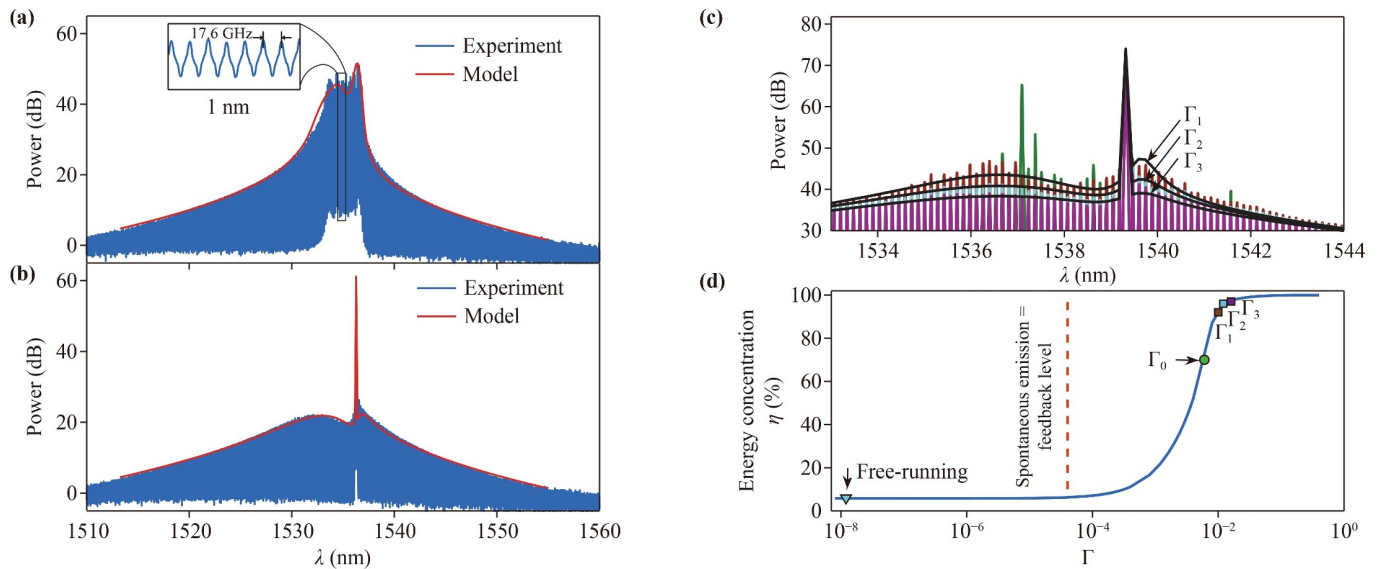 (a)
60
40
20
0
Power (dB)
17 6 GHz
1 nm
Experiment
Model
(b)
60
40
20
0
Power (dB)
Experiment
Model
1510
1520
1530
1540
1550
1560
λ (nm)
(c)
80
70
60
50
40
30
Power (dB)
Γ1
Γ2
Γ3
1534
1536
1538
1540
1542
1544
λ (nm)
(d)
100
80
60
40
20
0
Energy concentration
η (%)
Spontaneous emission =
feedback level
Free-running
Γ0
Γ1
Γ2
Γ3
10−8
10−6
10−4
10−2
100
Γ